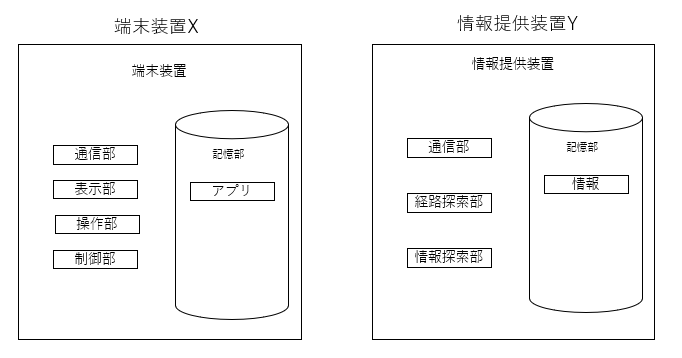 端末装置X
端末装置
通信部
表示部
操作部
制御部
記憶部
アプリ
情報提供装置Y
情報提供装置
通信部
経路探索部
情報探索部
記憶部
情報